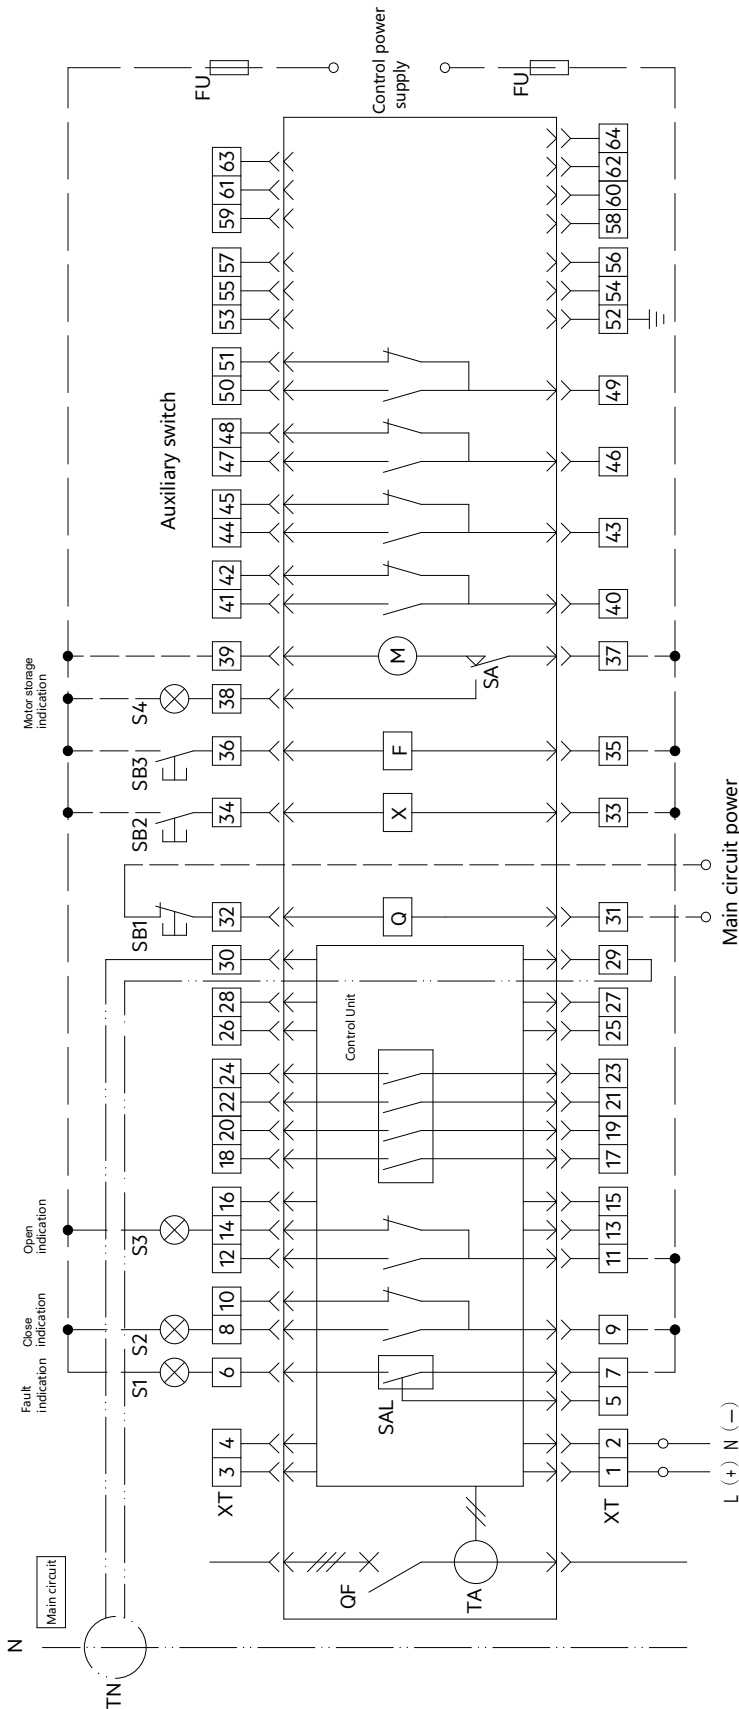 N
Main circuit
TN
Fault
indication
Close
indication
Open
indication
Motor storage
indication
S1
S2
S3
SB1
SB2
SB3
S4
Auxiliary switch
FU
XT
3 4 6 8 10 12 14 16 18 20 22 24 26 28 30 32 34 36 38 39 41 42 44 45 47 48 50 51 53 55 57 59 61 63
Control Unit
QF
TA
SAL
Q
X
F
M
SA
Control power
supply
XT
1 2 5 7 9 11 13 15 17 19 21 23 25 27 29 31 33 35 37 40 43 46 49 52 54 56 58 60 62 64
FU
L (+) N (—)
Main circuit power